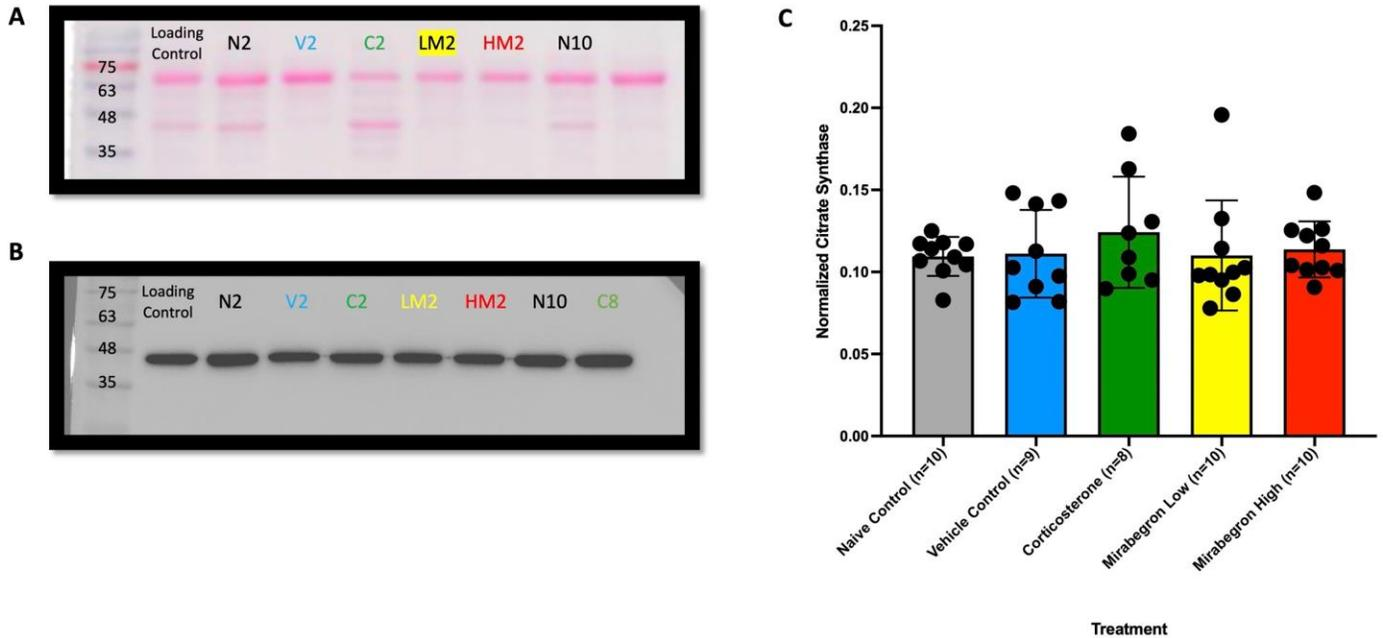 A
Loading
Control
N2
V2
C2
LM2
HM2
N10
75
63
48
35
B
Loading
Control
N2
V2
C2
LM2
HM2
N10
C8
75
63
48
35
C
Normalized Citrate Synthase
0.25
0.20
0.15
0.10
0.05
0.00
Naive Control (n=10)
Vehicle Control (n=9)
Corticosterone (n=8)
Mirabegron Low (n=10)
Mirabegron High (n=10)
Treatment